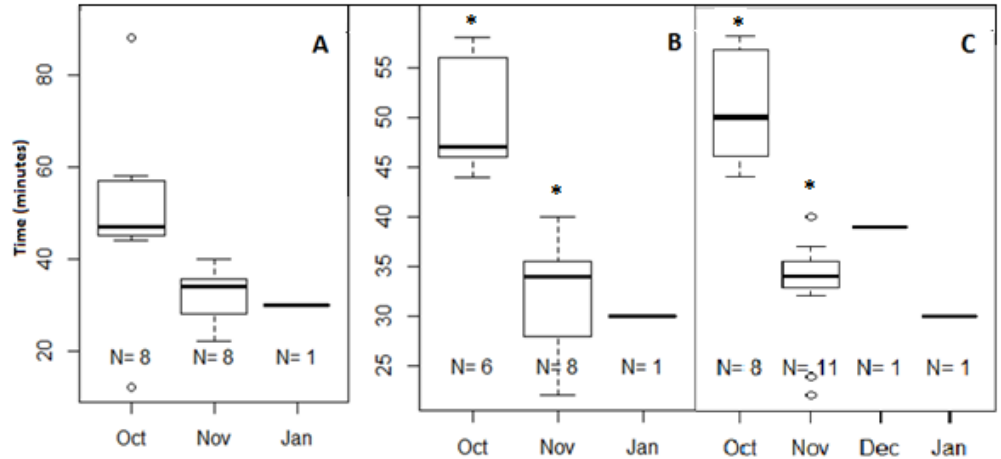 A
Time (minutes)
80
60
40
20
N= 8
N= 8
N= 1
Oct
Nov
Jan
B
*
*
55
50
45
40
35
30
25
N= 6
N= 8
N= 1
Oct
Nov
Jan
C
*
*
N= 8
N= 11
N= 1
N= 1
Oct
Nov
Dec
Jan